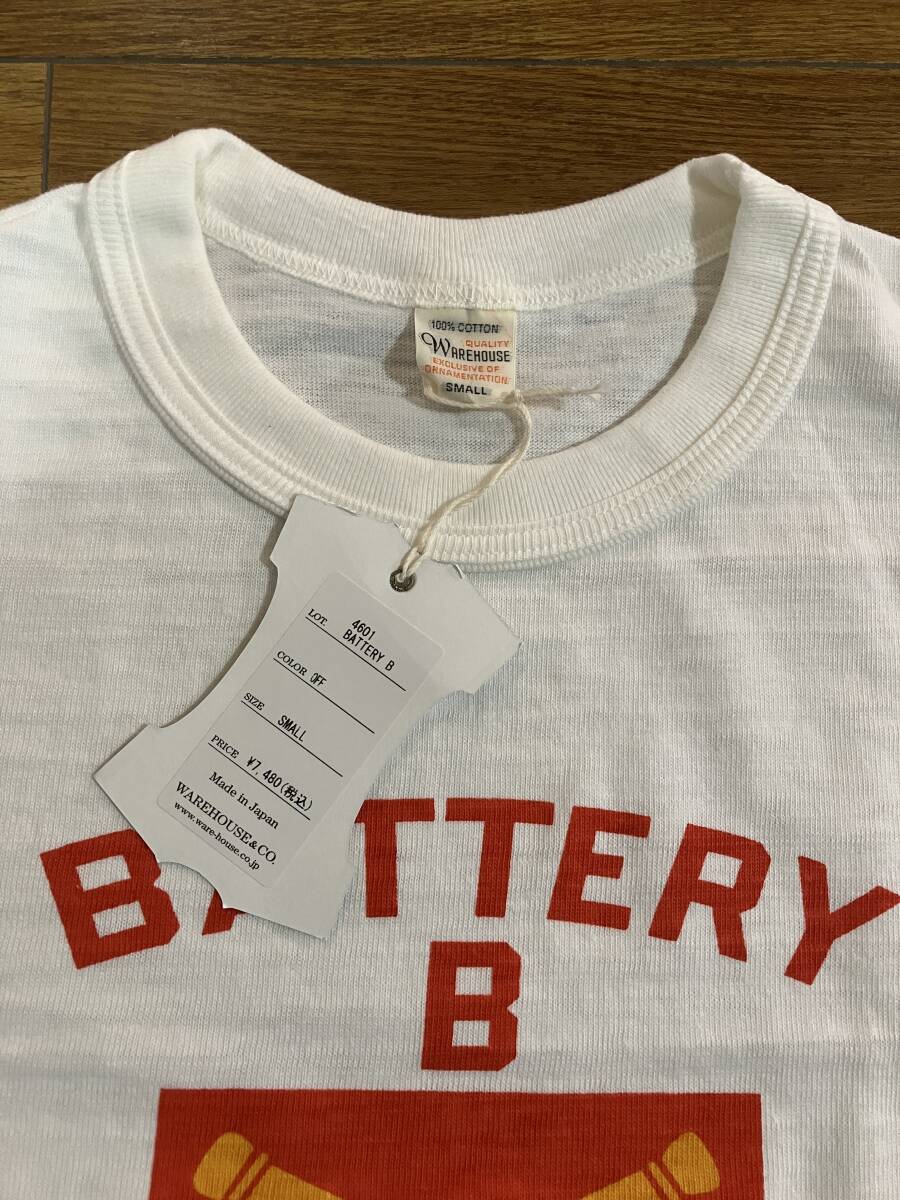 100% COTTON
QUALITY
WAREHOUSE
EXCLUSIVE OF
ORNAMENTATION
SMALL
LOT. 4601
BATTERY B
COLOR OFF
SIZE SMALL
PRICE ¥7,480(税込)
Made in Japan
WAREHOUSE&CO.
www.ware-house.co.jp
BATTERY
B